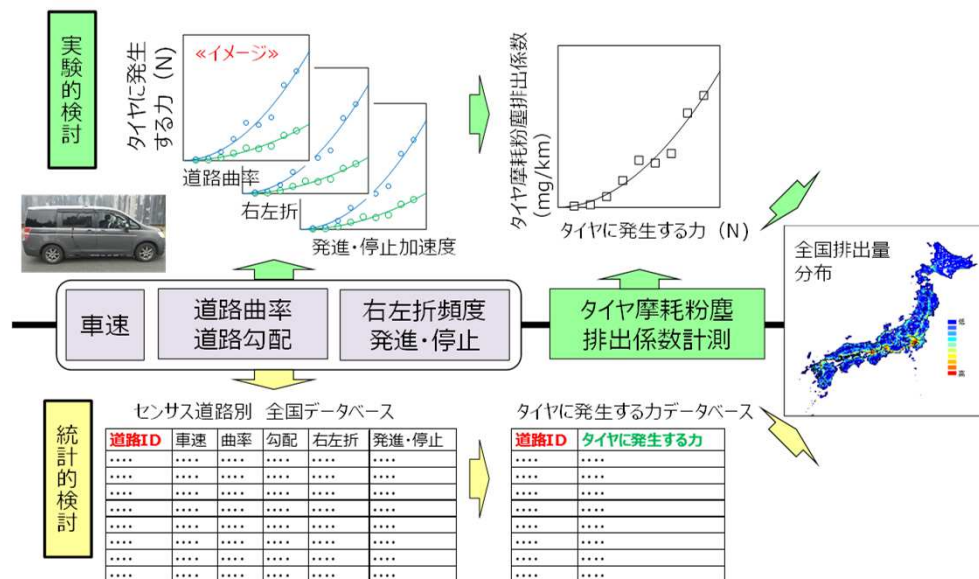 実験的検討
タイヤに発生
する力（N）
≪イメージ≫
道路曲率
右左折
発進・停止加速度
タイヤ摩耗粉塵排出係数
(mg/km)
タイヤに発生する力（N）
全国排出量
分布
低
高
車速
道路曲率
道路勾配
右左折頻度
発進・停止
タイヤ摩耗粉塵
排出係数計測
統計的検討
センサス道路別 全国データベース
道路ID 車速 曲率 勾配 右左折 発進・停止
････ ････ ････ ････ ････ ････
････ ････ ････ ････ ････ ････
････ ････ ････ ････ ････ ････
････ ････ ････ ････ ････ ････
････ ････ ････ ････ ････ ････
････ ････ ････ ････ ････ ････
････ ････ ････ ････ ････ ････
････ ････ ････ ････ ････ ････
タイヤに発生する力データベース
道路ID タイヤに発生する力
････ ････
････ ････
････ ････
････ ････
････ ････
････ ････
････ ････
････ ････